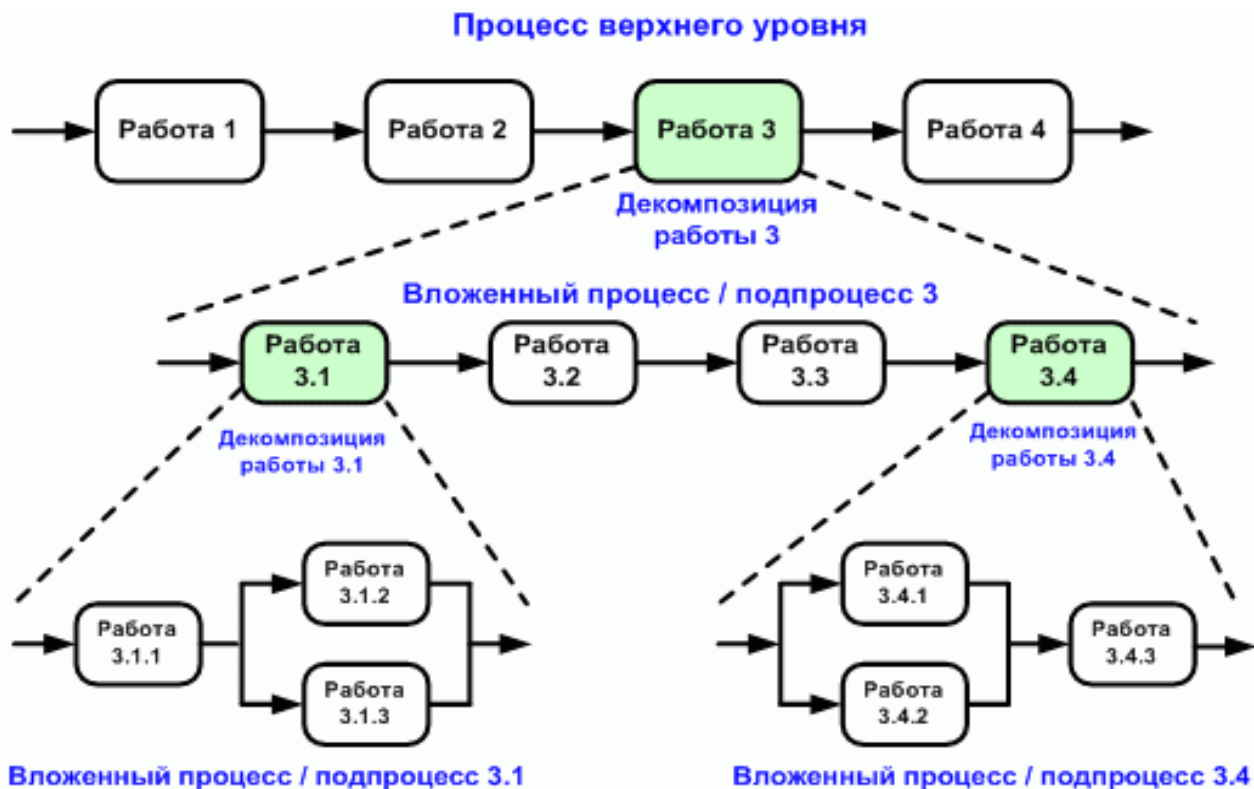 Процесс верхнего уровня
Работа 1
Работа 2
Работа 3
Работа 4
Декомпозиция
работы 3
Вложенный процесс / подпроцесс 3
Работа
3.1
Работа
3.2
Работа
3.3
Работа
3.4
Декомпозиция
работы 3.1
Декомпозиция
работы 3.4
Работа
3.1.1
Работа
3.1.2
Работа
3.1.3
Работа
3.4.1
Работа
3.4.2
Работа
3.4.3
Вложенный процесс / подпроцесс 3.1
Вложенный процесс / подпроцесс 3.4